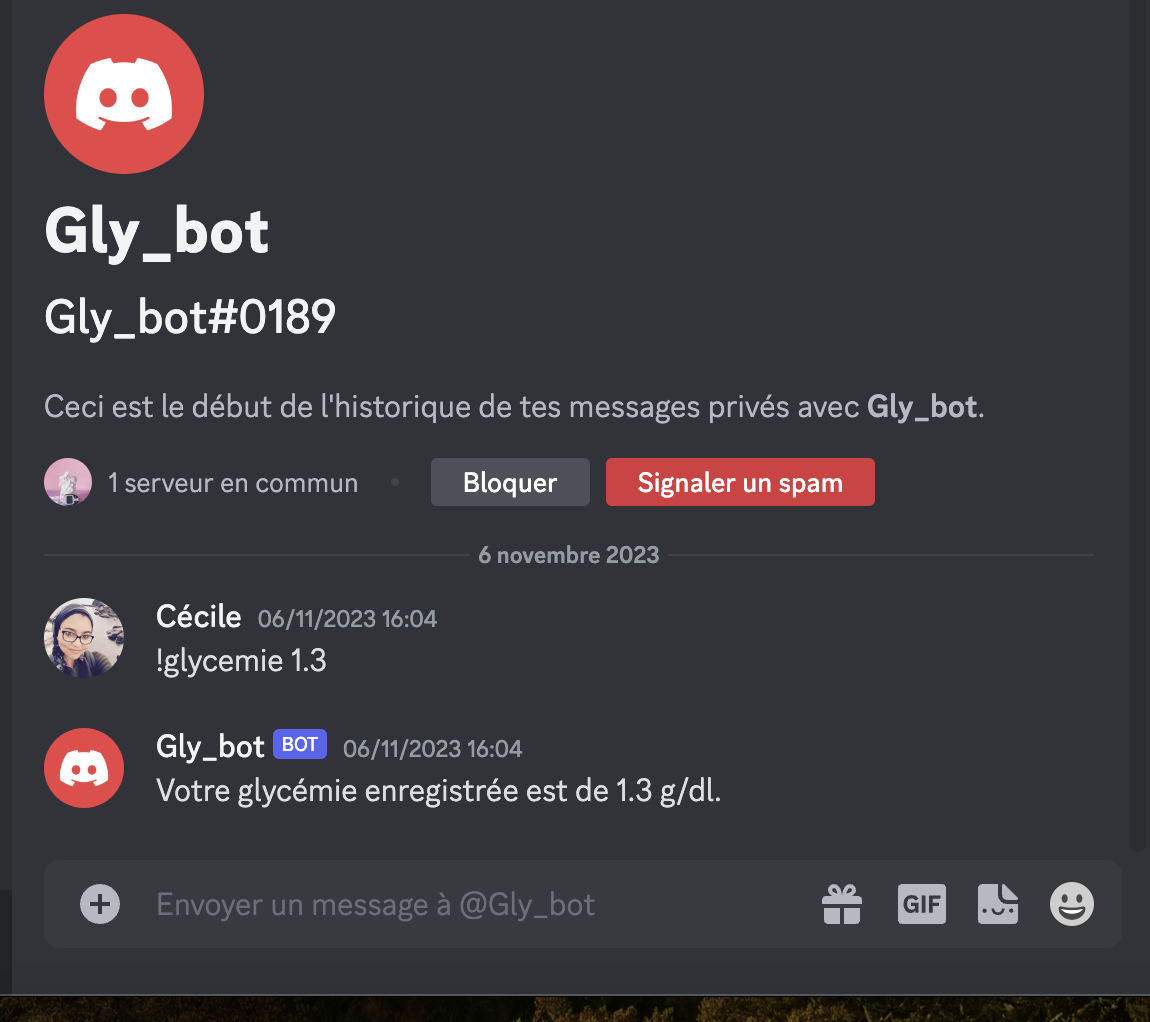 Gly_bot
Gly_bot#0189
Ceci est le début de l'historique de tes messages privés avec Gly_bot.
1 serveur en commun • Bloquer Signaler un spam
6 novembre 2023
Cécile 06/11/2023 16:04
!glycemie 1.3
Gly_bot BOT 06/11/2023 16:04
Votre glycémie enregistrée est de 1.3 g/dl.
Envoyer un message à @Gly_bot GIF